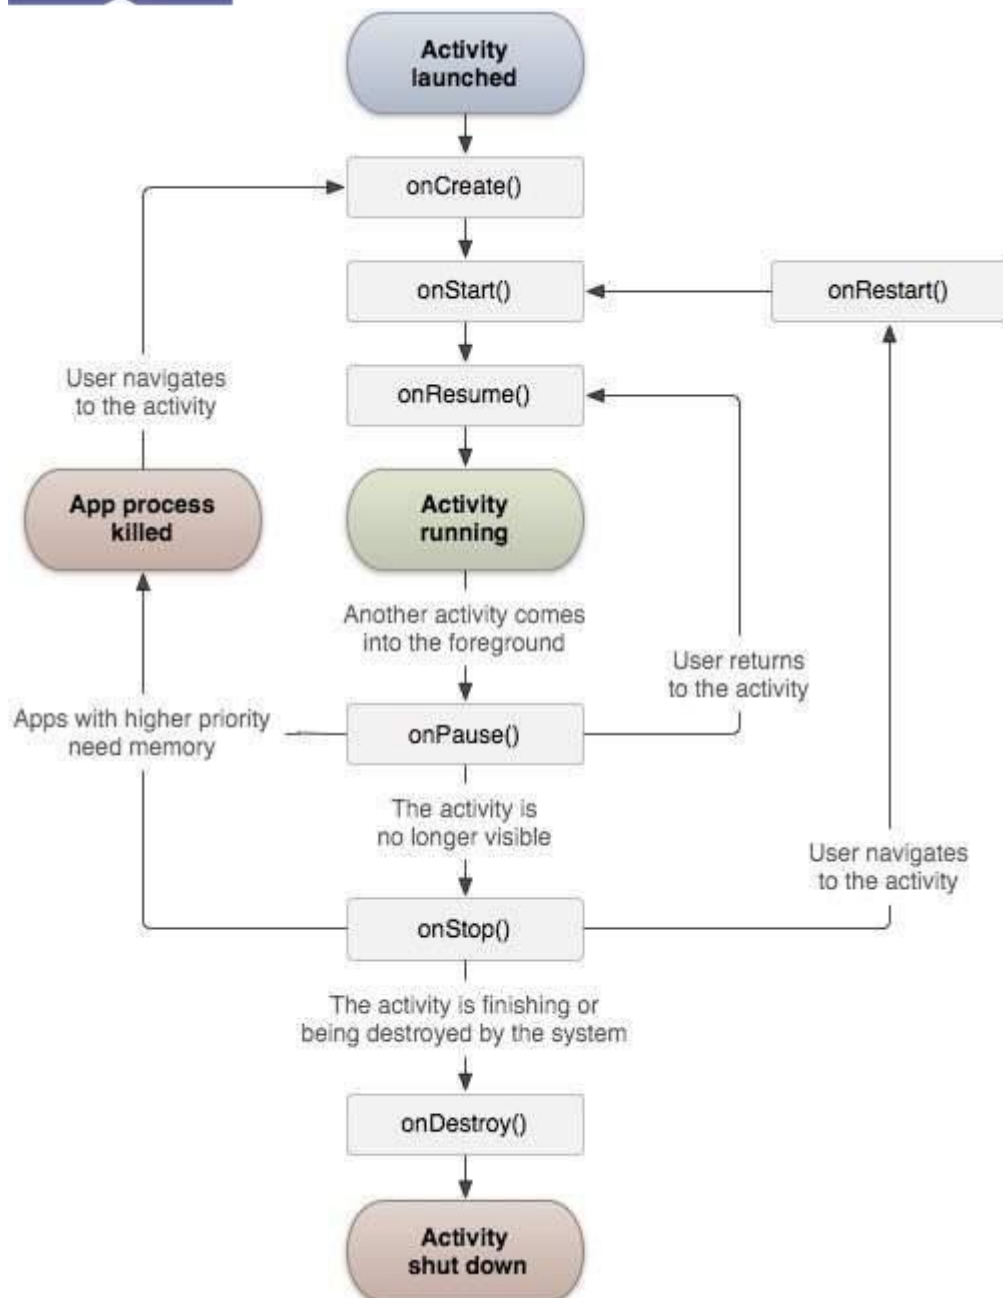 Activity
launched
onCreate()
onStart()
onRestart()
User navigates
to the activity
onResume()
App process
killed
Activity
running
Another activity comes
into the foreground
User returns
to the activity
Apps with higher priority
need memory
onPause()
The activity is
no longer visible
User navigates
to the activity
onStop()
The activity is finishing or
being destroyed by the system
onDestroy()
Activity
shut down